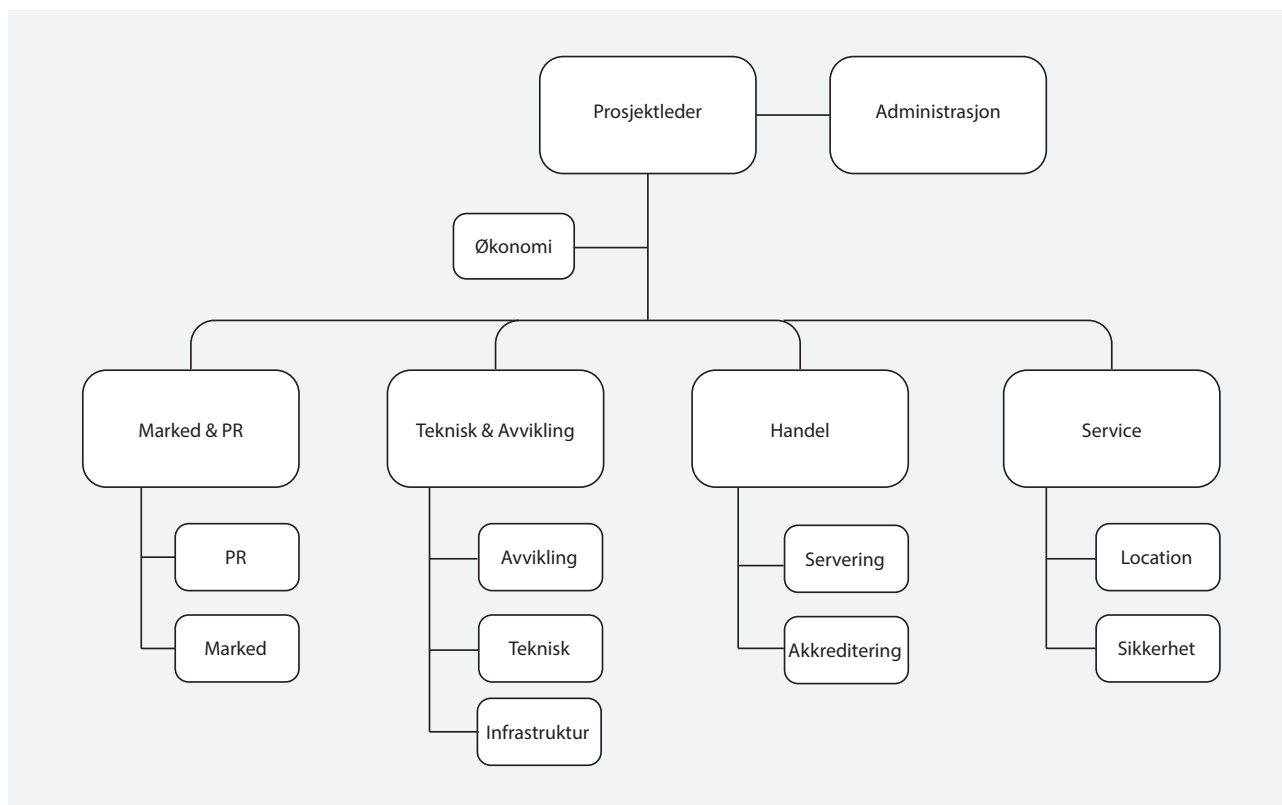 Prosjektleder
Administrasjon
Økonomi
Marked & PR
Teknisk & Avvikling
Handel
Service
PR
Marked
Avvikling
Teknisk
Infrastruktur
Servering
Akkreditering
Location
Sikkerhet